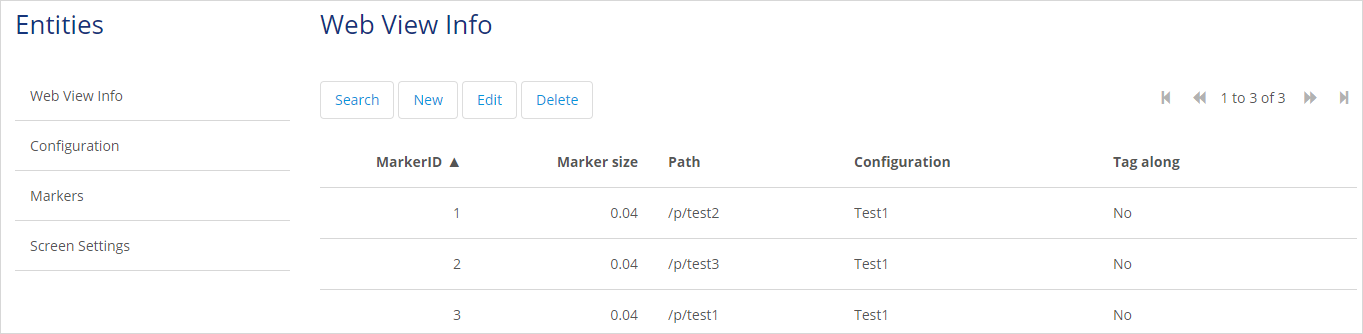 Entities
Web View Info
Configuration
Markers
Screen Settings
Web View Info
Search New Edit Delete 1 to 3 of 3
MarkerID ▲ Marker size Path Configuration Tag along
1 0.04 /p/test2 Test1 No
2 0.04 /p/test3 Test1 No
3 0.04 /p/test1 Test1 No